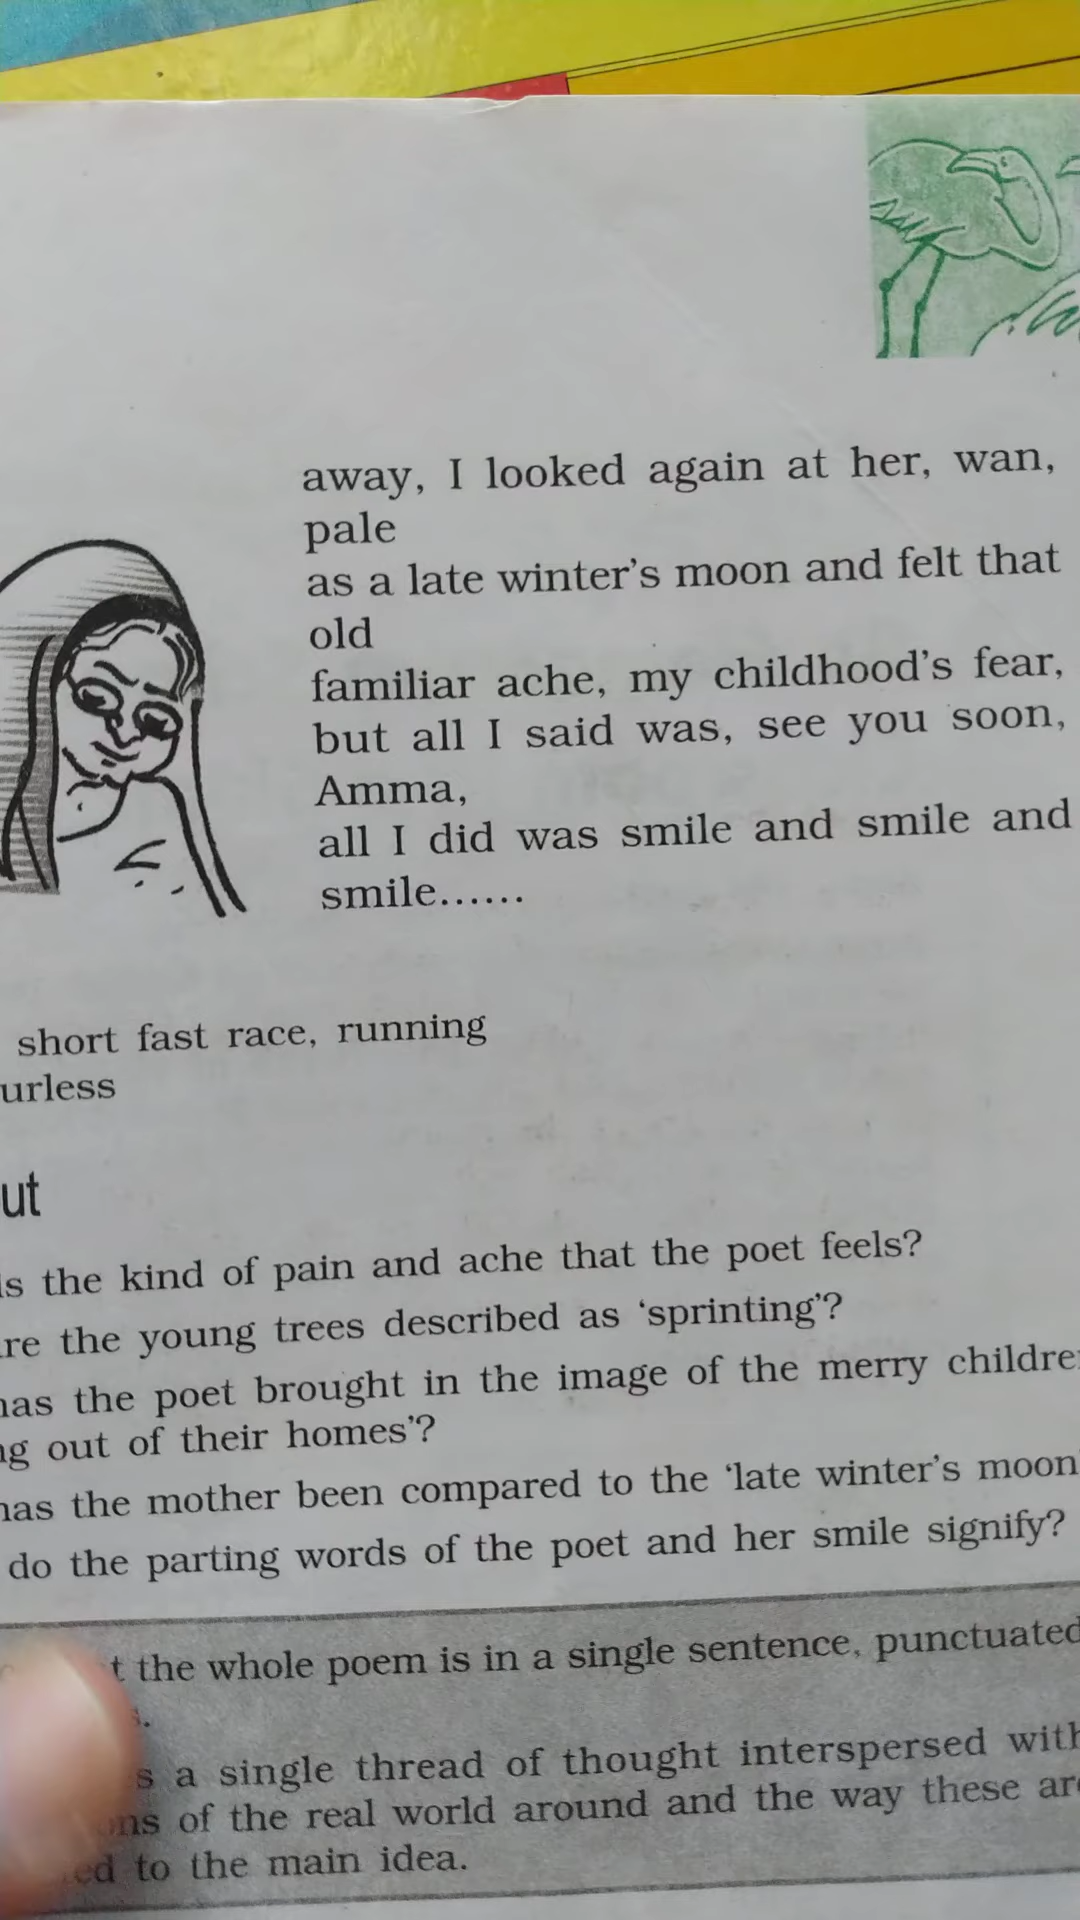 away, I looked again at her, wan,
pale
as a late winter's moon and felt that
old
familiar ache, my childhood's fear,
but all I said was, see you soon,
Amma,
all I did was smile and smile and
smile......
short fast race, running
urless
ut
is the kind of pain and ache that the poet feels?
re the young trees described as ‘sprinting’?
has the poet brought in the image of the merry childre
ng out of their homes’?
has the mother been compared to the ‘late winter's moon
do the parting words of the poet and her smile signify?
t the whole poem is in a single sentence, punctuated
s.
s a single thread of thought interspersed with
ons of the real world around and the way these are
ed to the main idea.